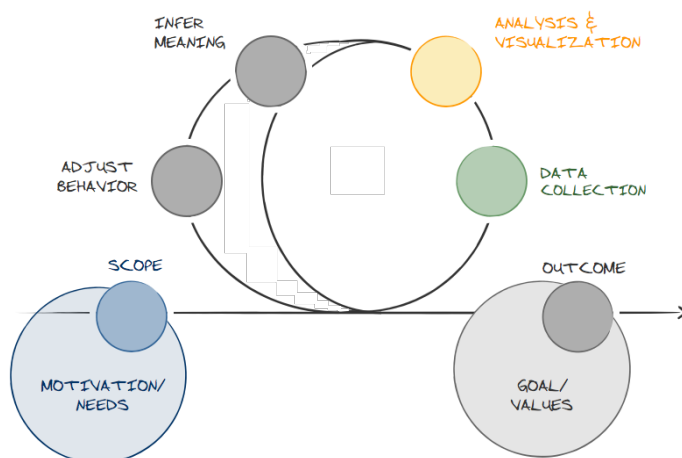 INFER
MEANING
ANALYSIS &
VISUALIZATION
ADJUST
BEHAVIOR
DATA
COLLECTION
SCOPE
OUTCOME
MOTIVATION/
NEEDS
GOAL/
VALUES